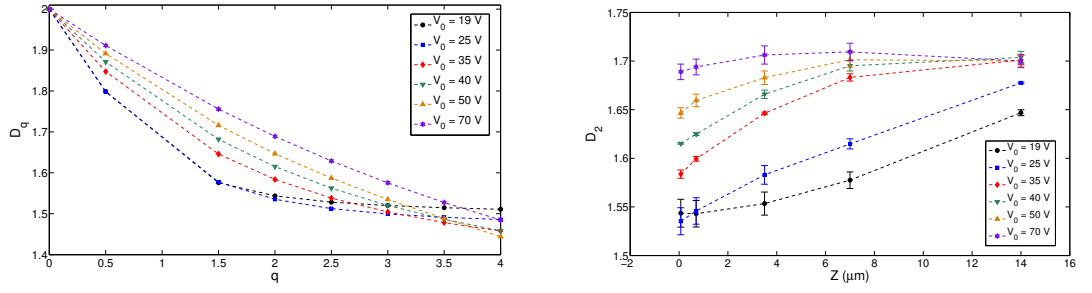 2
1.9
1.8
1.7
1.6
1.5
1.4
D_q
0 0.5 1 1.5 2 2.5 3 3.5 4
q
V_0 = 19 V
V_0 = 25 V
V_0 = 35 V
V_0 = 40 V
V_0 = 50 V
V_0 = 70 V
1.75
1.7
1.65
1.6
1.55
1.5
D_2
−2 0 2 4 6 8 10 12 14 16
Z (μm)
V_0 = 19 V
V_0 = 25 V
V_0 = 35 V
V_0 = 40 V
V_0 = 50 V
V_0 = 70 V